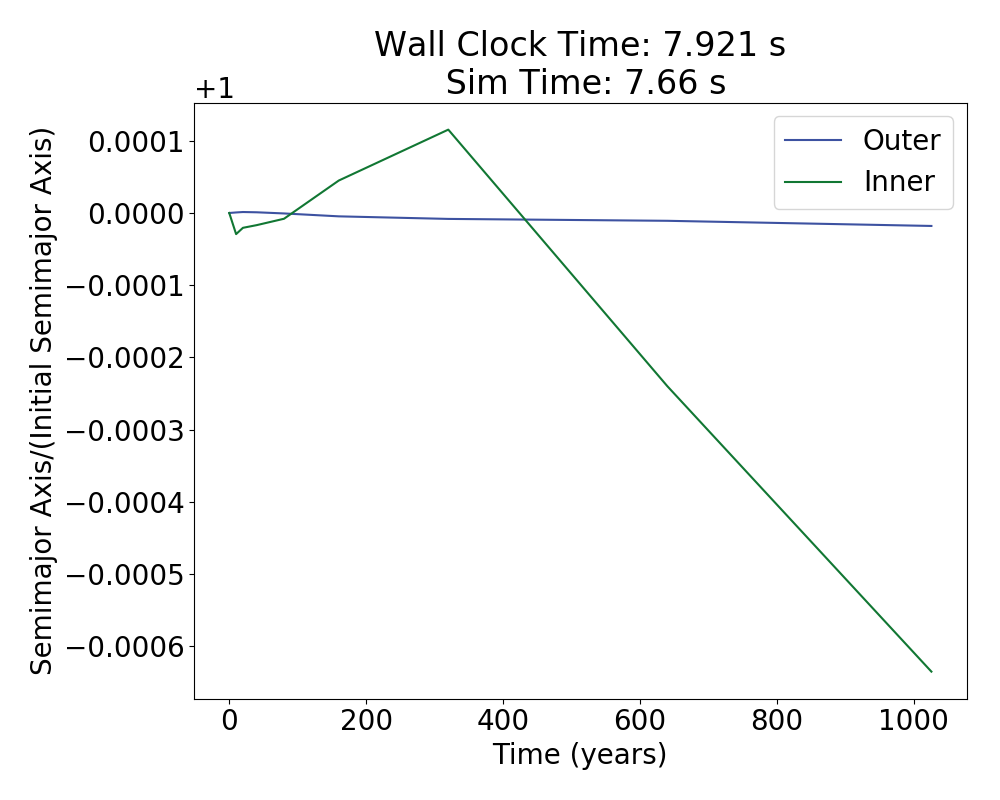 Wall Clock Time: 7.921 s
Sim Time: 7.66 s
+1
Semimajor Axis/(Initial Semimajor Axis)
0.0001
0.0000
−0.0001
−0.0002
−0.0003
−0.0004
−0.0005
−0.0006
Outer
Inner
0 200 400 600 800 1000
Time (years)